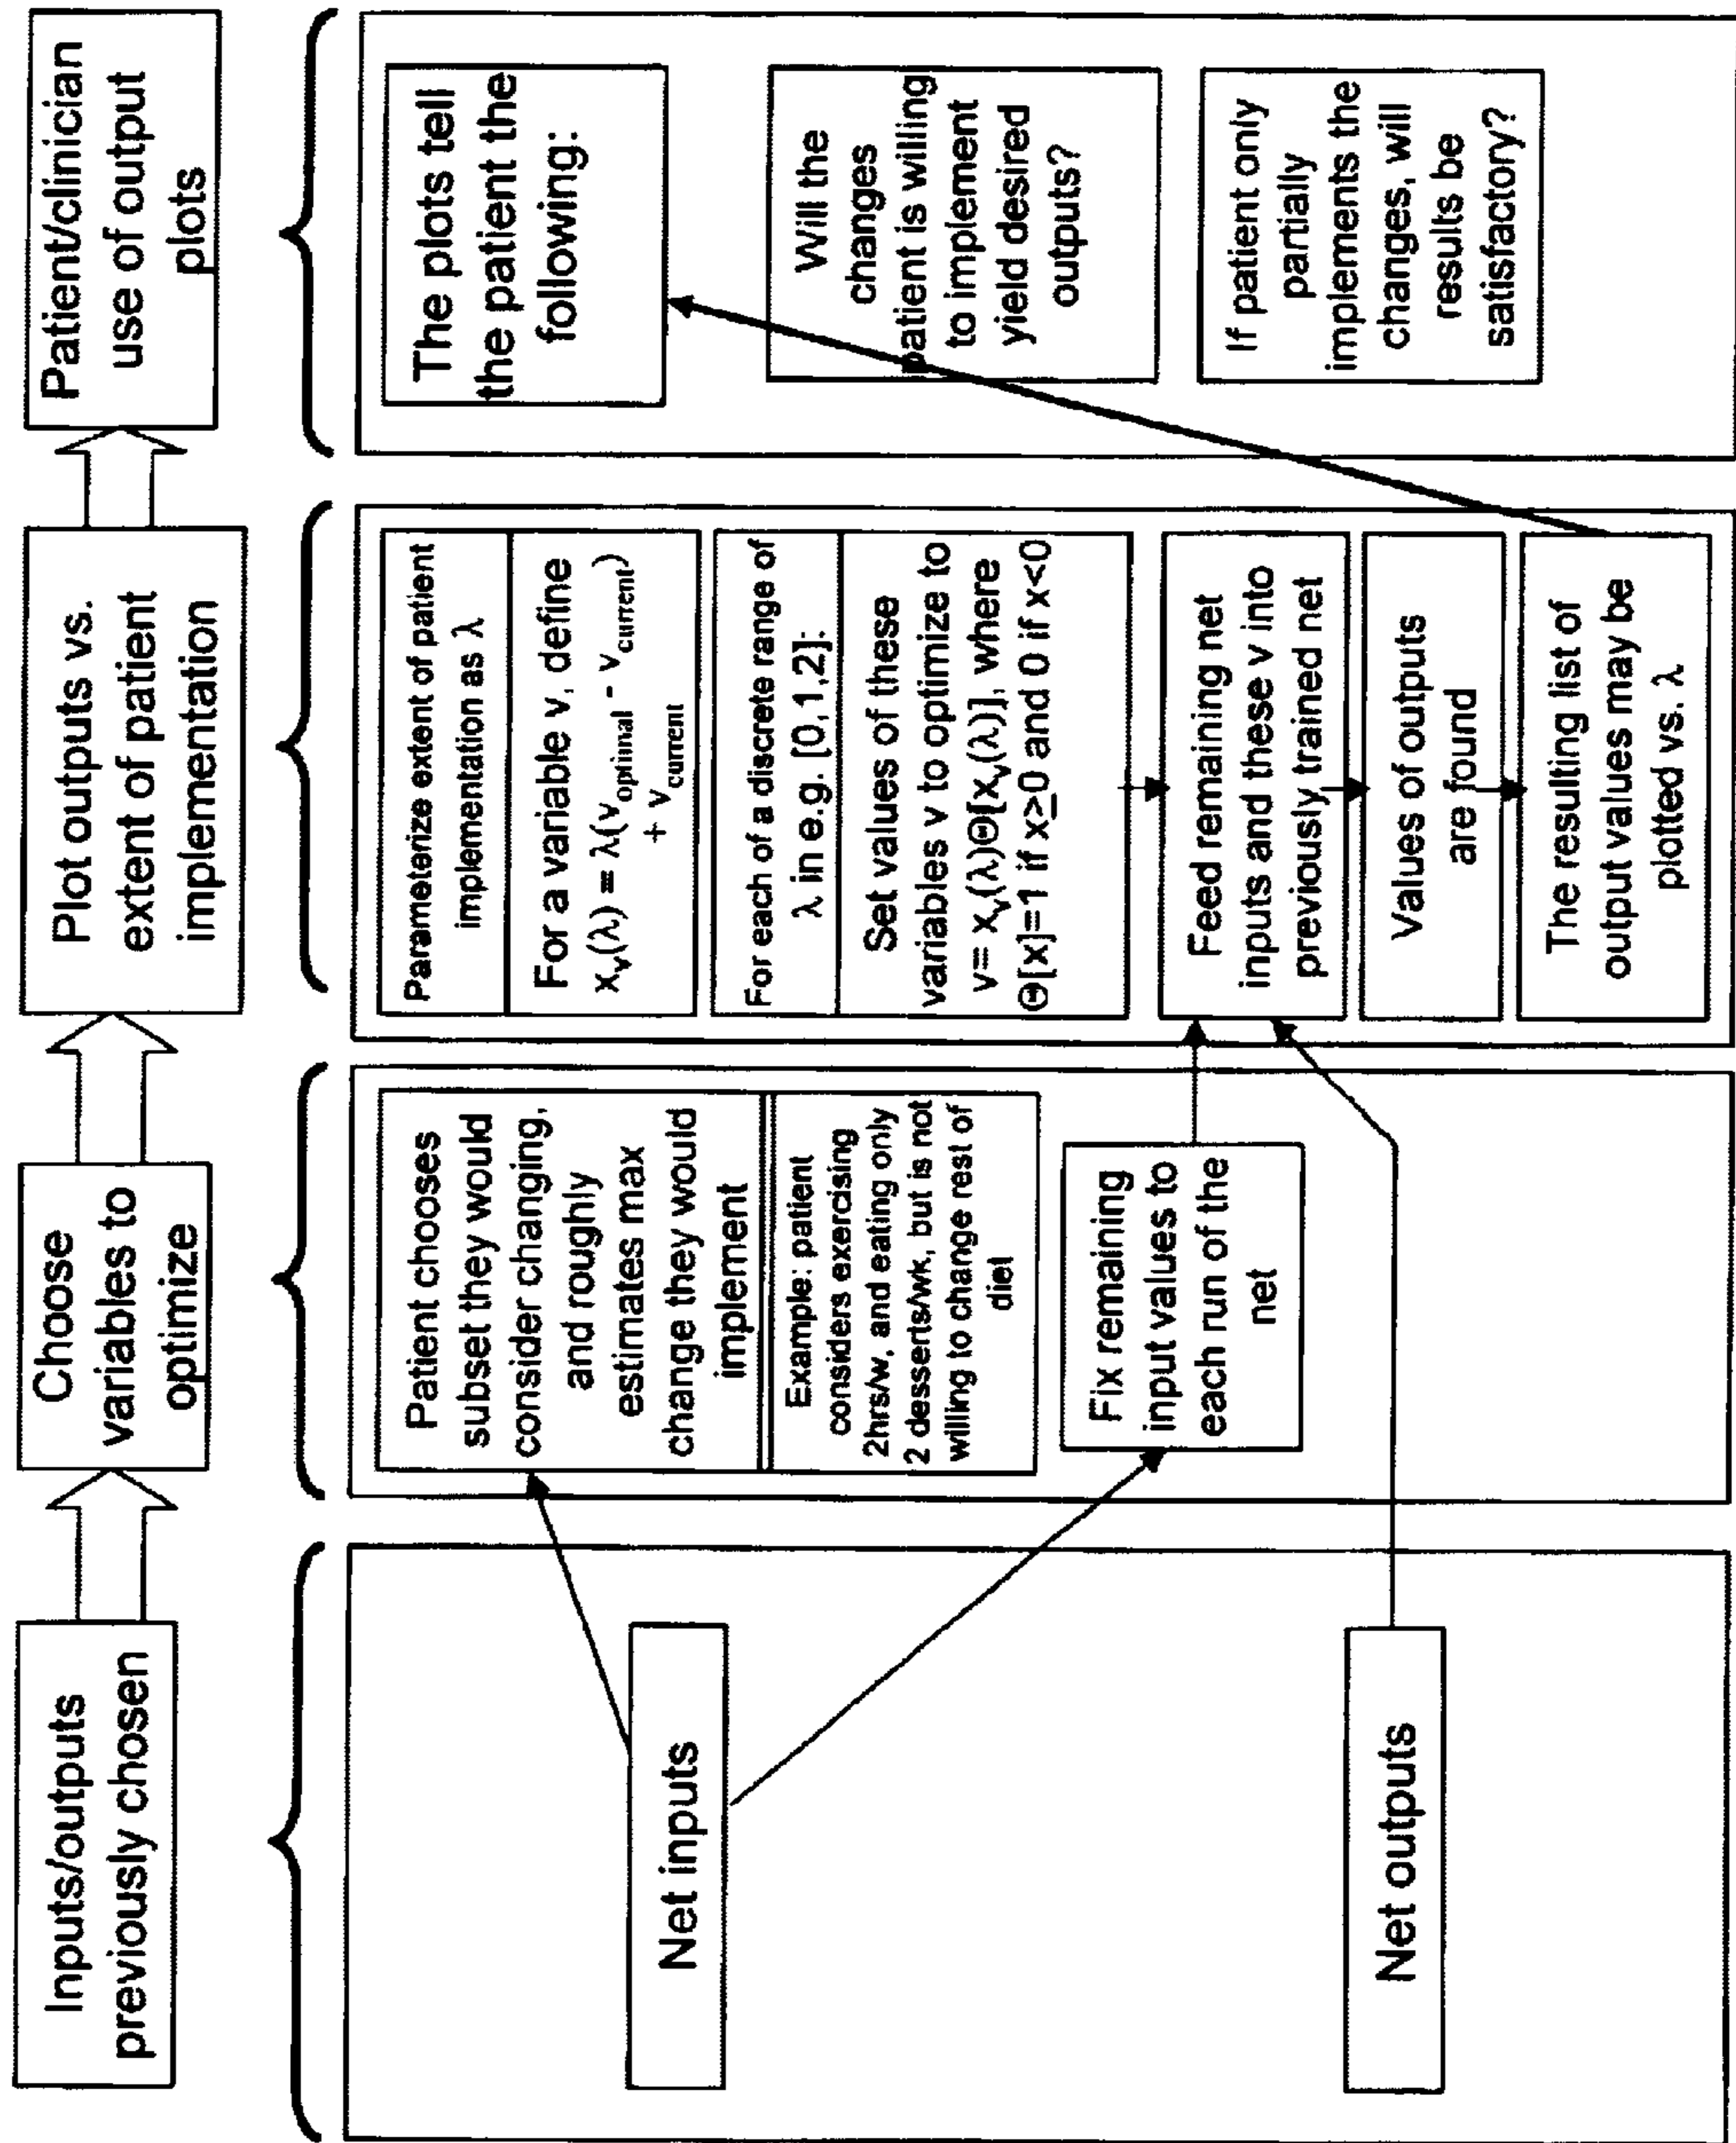 Inputs/outputs
previously chosen
Choose
variables to
optimize
Plot outputs vs.
extent of patient
implementation
Patient/clinician
use of output
plots
Net inputs
Net outputs
Patient chooses
subset they would
consider changing,
and roughly
estimates max
change they would
implement
Example: patient
considers exercising
2hrs/w, and eating only
2 desserts/wk, but is not
willing to change rest of
diet
Fix remaining
input values to
each run of the
net
Parameterize extent of patient
implementation as λ
For a variable v, define
x_v(λ) = λ(v_optimal - v_current)
+ v_current
For each of a discrete range of
λ in e.g. [0,1,2]:
Set values of these
variables v to optimize to
v= x_v(λ)Θ[x_v(λ)], where
Θ[x]=1 if x≥0 and 0 if x<0
Feed remaining net
inputs and these v into
previously trained net
Values of outputs
are found
The resulting list of
output values may be
plotted vs. λ
The plots tell
the patient the
following:
Will the
changes
patient is willing
to implement
yield desired
outputs?
If patient only
partially
implements the
changes, will
results be
satisfactory?